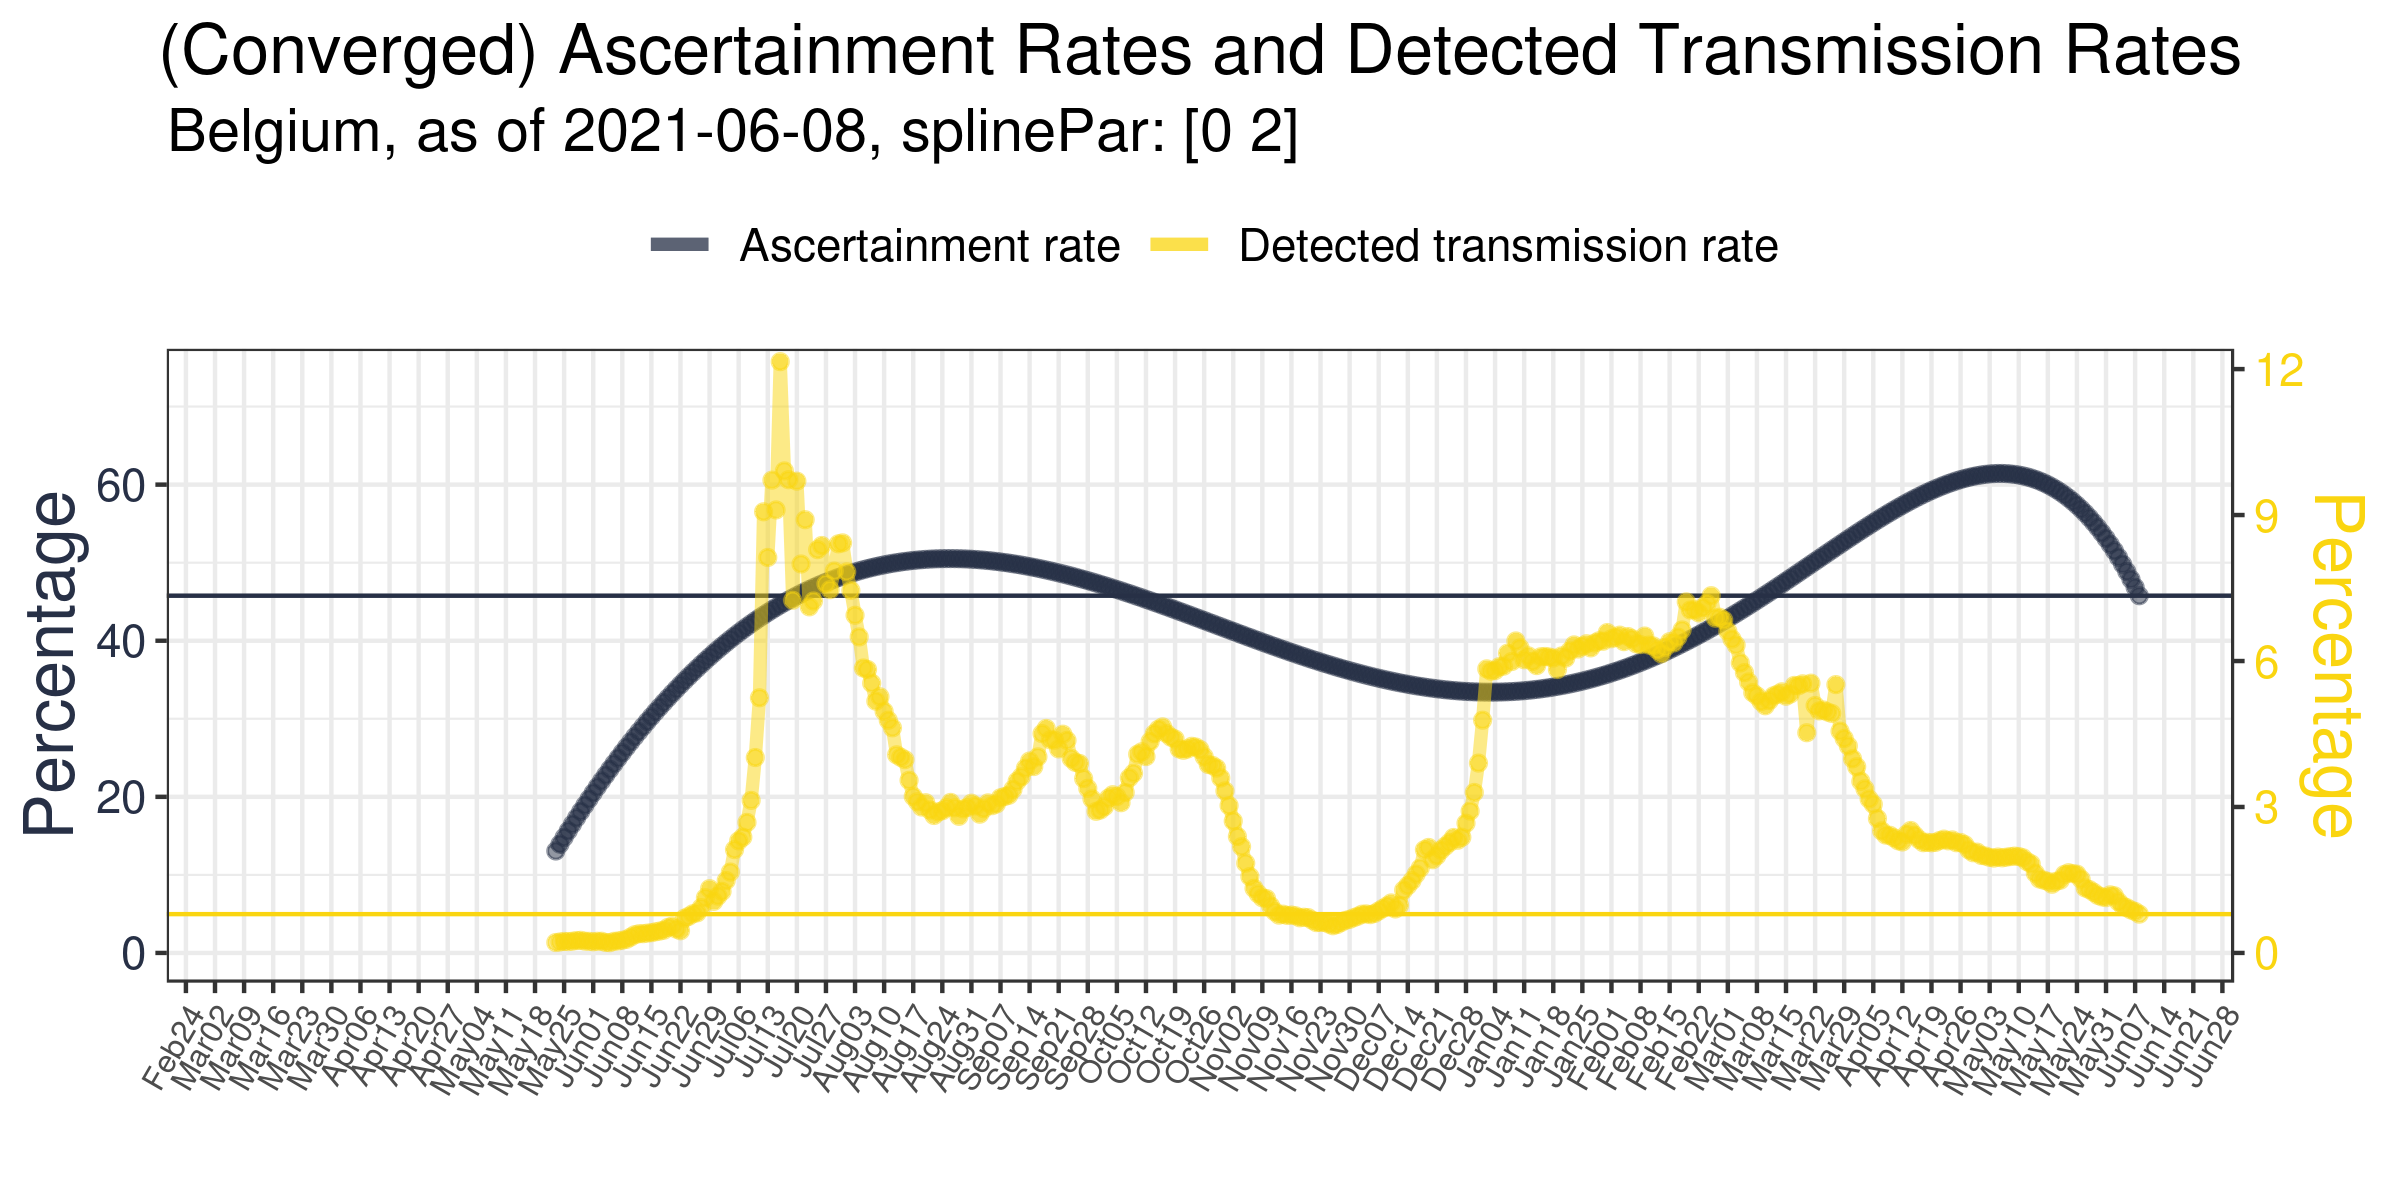 (Converged) Ascertainment Rates and Detected Transmission Rates
Belgium, as of 2021-06-08, splinePar: [0 2]
Ascertainment rate
Detected transmission rate
Percentage
60
40
20
0
12
9
6
3
0
Percentage
Feb24
Mar02
Mar09
Mar16
Mar23
Mar30
Apr06
Apr13
Apr20
Apr27
May04
May11
May18
May25
Jun01
Jun08
Jun15
Jun22
Jun29
Jul06
Jul13
Jul20
Jul27
Aug03
Aug10
Aug17
Aug24
Aug31
Sep07
Sep14
Sep21
Sep28
Oct05
Oct12
Oct19
Oct26
Nov02
Nov09
Nov16
Nov23
Nov30
Dec07
Dec14
Dec21
Dec28
Jan04
Jan11
Jan18
Jan25
Feb01
Feb08
Feb15
Feb22
Mar01
Mar08
Mar15
Mar22
Mar29
Apr05
Apr12
Apr19
Apr26
May03
May10
May17
May24
May31
Jun07
Jun14
Jun21
Jun28